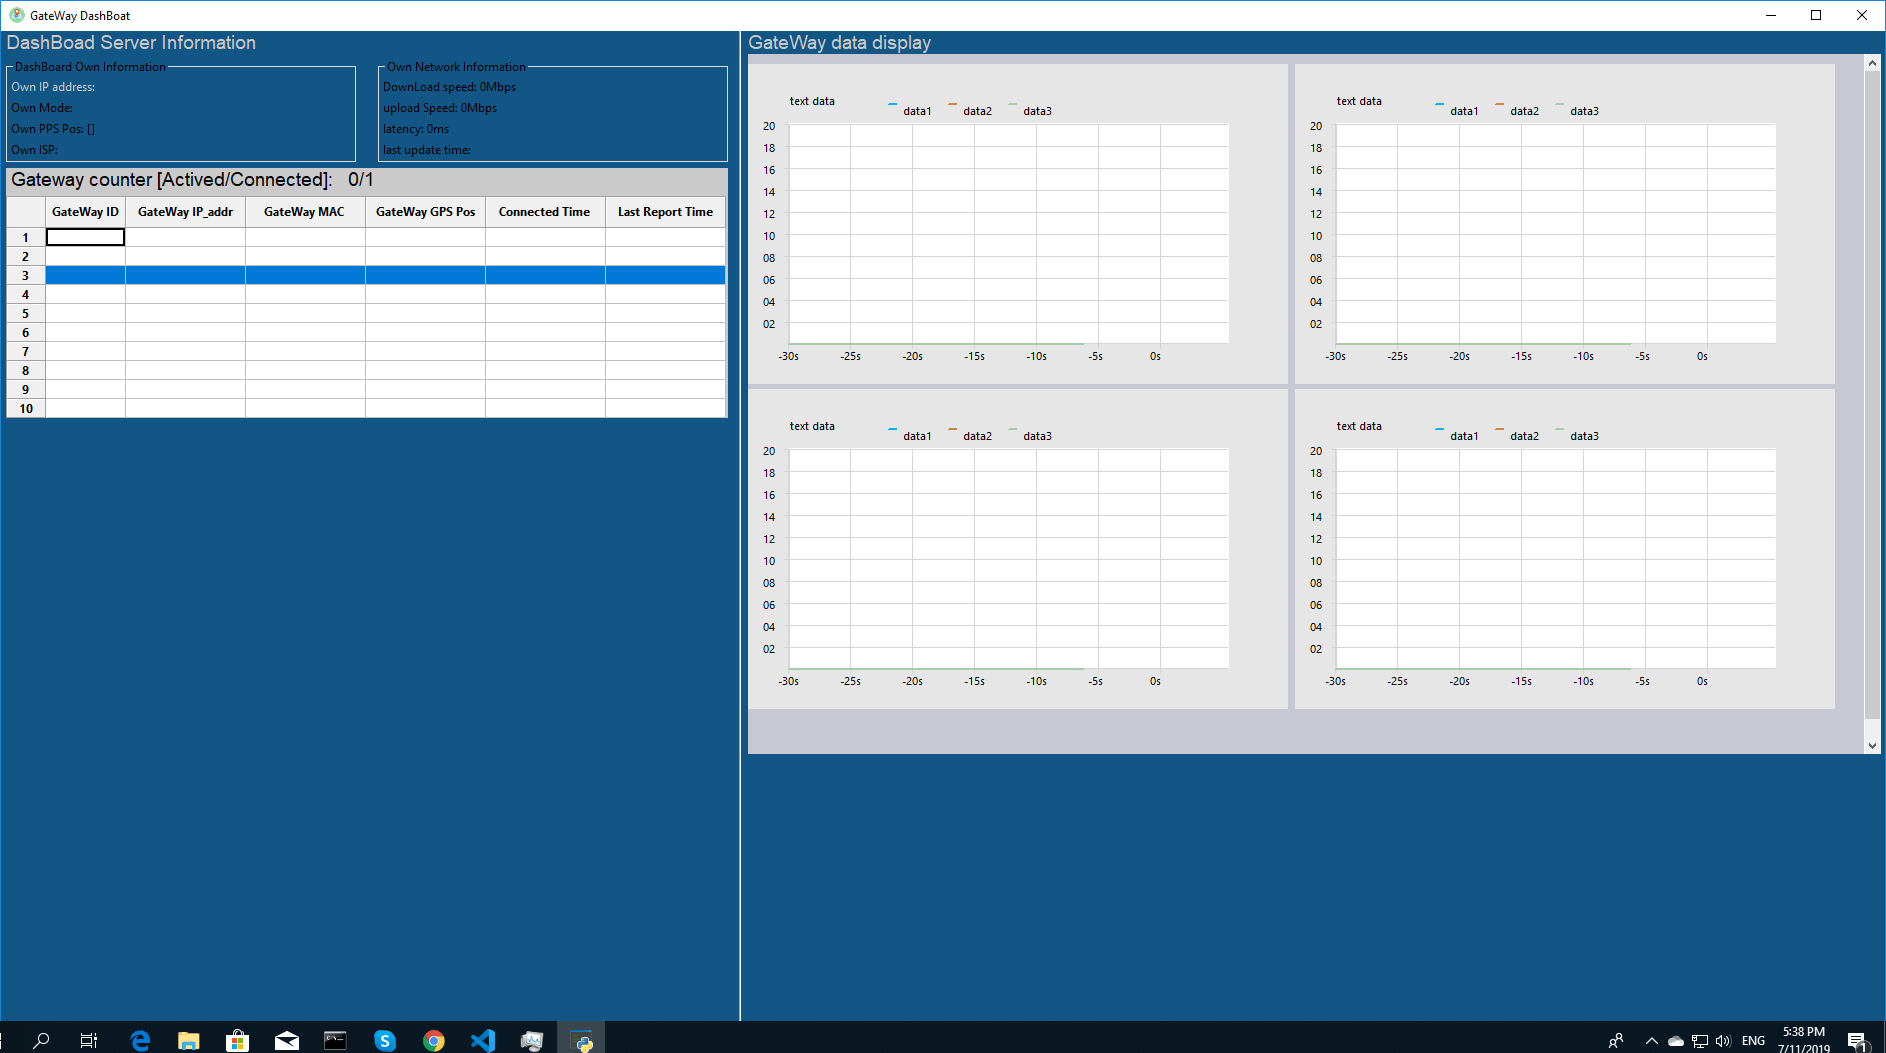 GateWay DashBoat
DashBoad Server Information
DashBoard Own Information
Own IP address:
Own Mode:
Own PPS Pos: []
Own ISP:
Own Network Information
DownLoad speed: 0Mbps
upload Speed: 0Mbps
latency: 0ms
last update time:
Gateway counter [Actived/Connected]: 0/1
GateWay ID GateWay IP_addr GateWay MAC GateWay GPS Pos Connected Time Last Report Time
1
2
3
4
5
6
7
8
9
10
GateWay data display
text data data1 data2 data3
20
18
16
14
12
10
08
06
04
02
-30s -25s -20s -15s -10s -5s 0s
text data data1 data2 data3
20
18
16
14
12
10
08
06
04
02
-30s -25s -20s -15s -10s -5s 0s
text data data1 data2 data3
20
18
16
14
12
10
08
06
04
02
-30s -25s -20s -15s -10s -5s 0s
text data data1 data2 data3
20
18
16
14
12
10
08
06
04
02
-30s -25s -20s -15s -10s -5s 0s
ENG
5:38 PM
7/11/2019
1